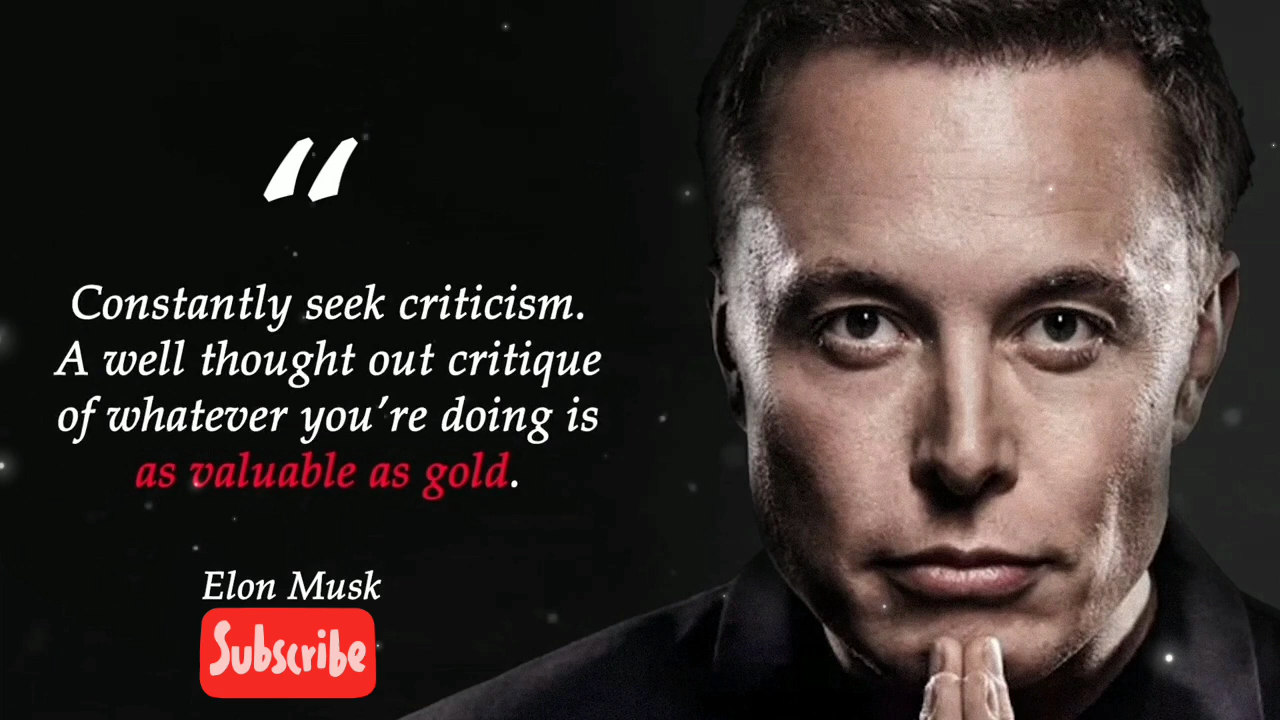 “
Constantly seek criticism.
A well thought out critique
of whatever you’re doing is
as valuable as gold.
Elon Musk
Subscribe